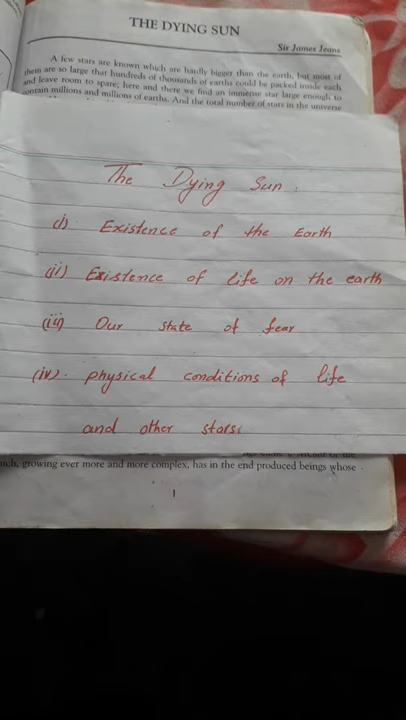 THE DYING SUN
Sir James Jeans
A few stars are known which are hardly bigger than the earth, but most of
them are so large that hundreds of thousands of earths could be packed inside each
and leave room to spare; here and there we find an immense star large enough to
contain millions and millions of earths. And the total number of stars in the universe
The Dying Sun.
(i) Existence of the Earth
(ii) Existence of life on the earth
(iii) Our state of fear
(iv). physical conditions of life
and other stars.
growing ever more and more complex, has in the end produced beings whose
1